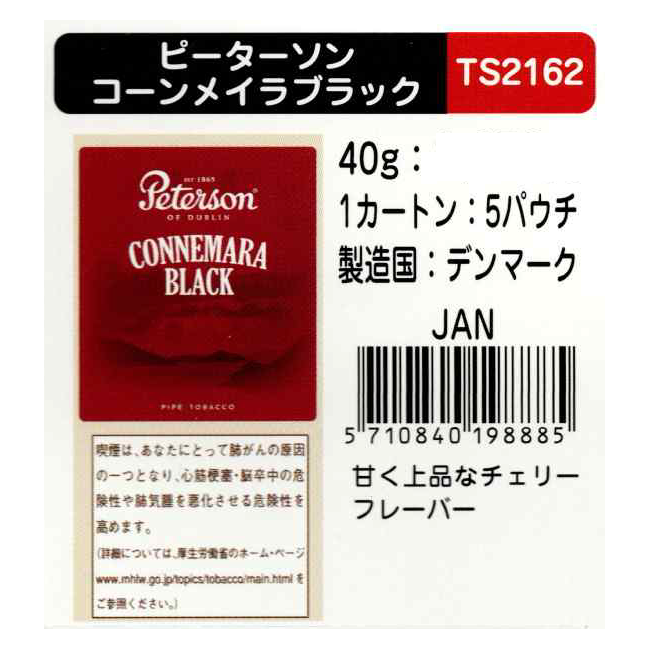 ピーターソン
コーンメイラブラック
TS2162
EST 1865
Peterson®
OF DUBLIN
CONNEMARA
BLACK
PIPE TOBACCO
喫煙は、あなたにとって肺がんの原因
の一つとなり、心筋梗塞・脳卒中の危
険性や肺気腫を悪化させる危険性を
高めます。
(詳細については、厚生労働省のホーム・ページ
www.mhlw.go.jp/topics/tobacco/main.htmlを
ご参照ください。)
40g：
1カートン：5パウチ
製造国：デンマーク
JAN
5 710840 198885
甘く上品なチェリー
フレーバー